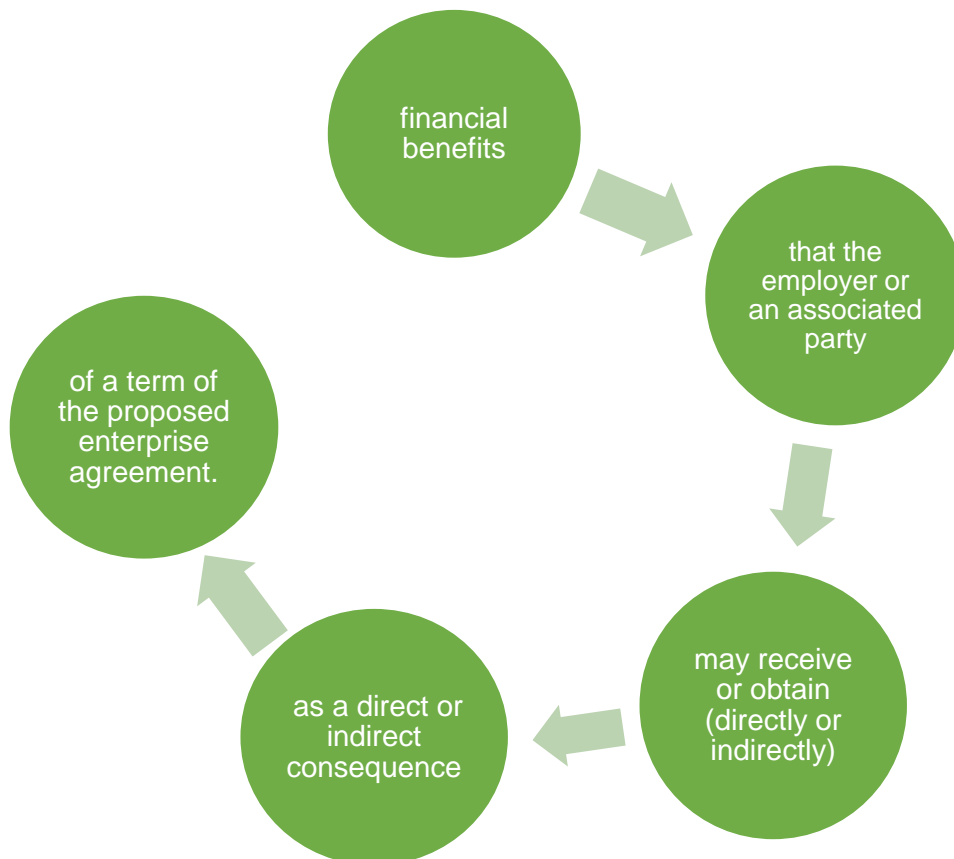 financial
benefits
that the
employer or
an associated
party
may receive
or obtain
(directly or
indirectly)
as a direct or
indirect
consequence
of a term of
the proposed
enterprise
agreement.